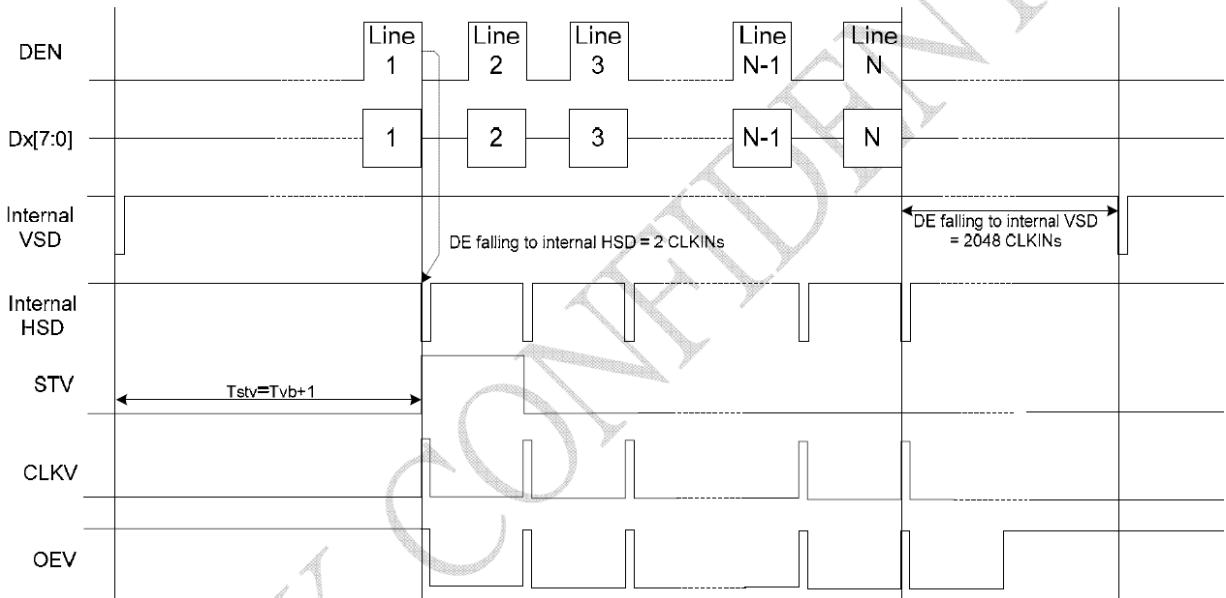 DEN
Line
1
Line
2
Line
3
Line
N-1
Line
N
Dx[7:0]
1
2
3
N-1
N
Internal
VSD
DE falling to internal HSD = 2 CLKINs
DE falling to internal VSD
= 2048 CLKINs
Internal
HSD
STV
Tstv=Tvb+1
CLKV
OEV
CONFIDENT